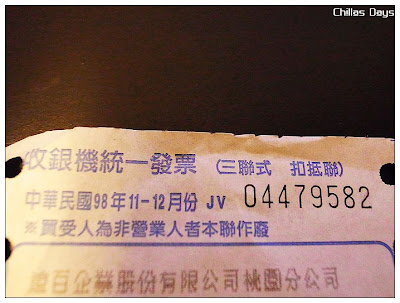 Chillas Days
收銀機統一發票（三聯式 扣抵聯）
中華民國98年11-12月份 JV 04479582
※買受人為非營業人者本聯作廢
遠百企業股份有限公司桃園分公司